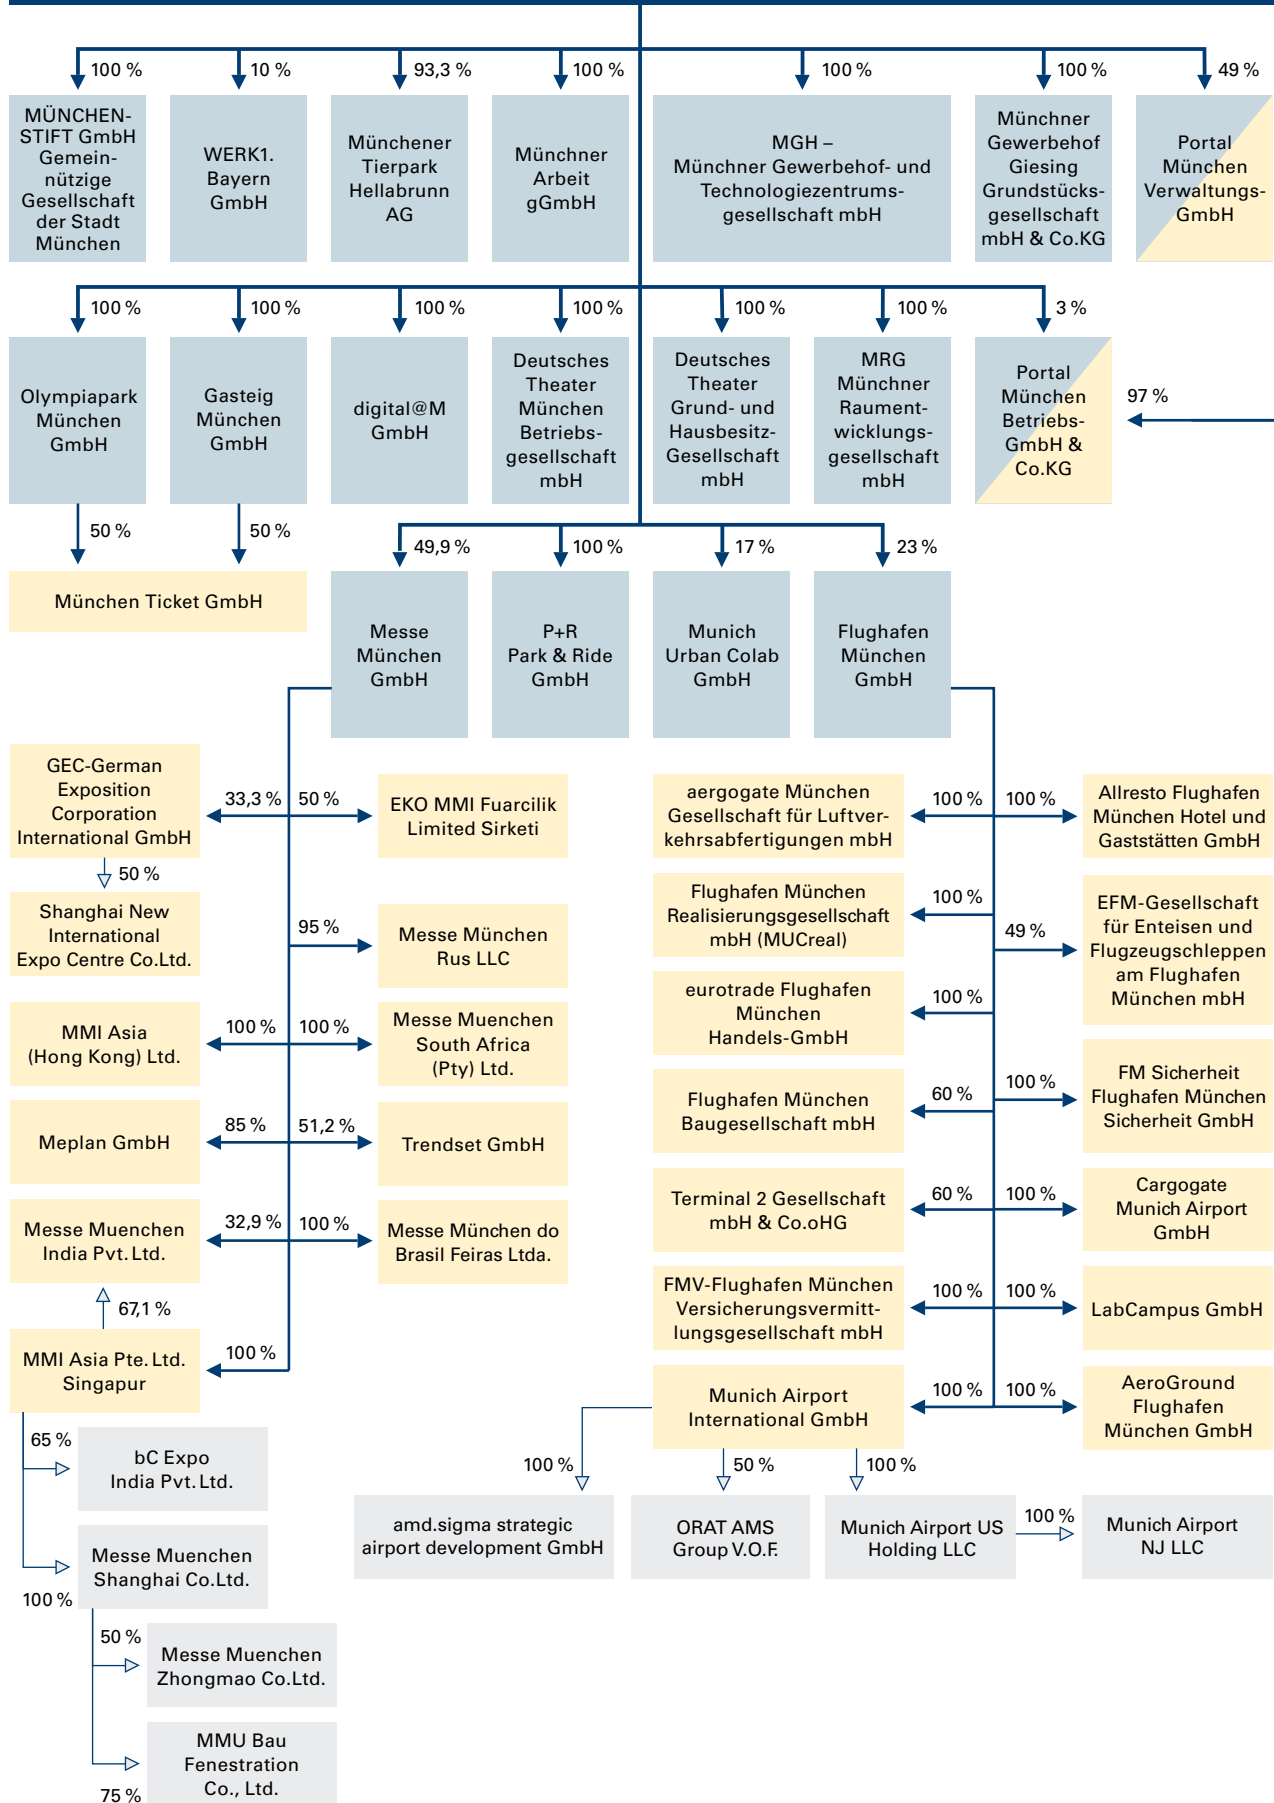 100 %
10 %
93,3 %
100 %
100 %
100 %
49 %
MÜNCHEN-
STIFT GmbH
Gemein-
nützige
Gesellschaft
der Stadt
München
WERK1.
Bayern
GmbH
Münchener
Tierpark
Hellabrunn
AG
Münchner
Arbeit
gGmbH
MGH –
Münchner Gewerbehof- und
Technologiezentrums-
gesellschaft mbH
Münchner
Gewerbehof
Giesing
Grundstücks-
gesellschaft
mbH & Co.KG
Portal
München
Verwaltungs-
GmbH
100 %
100 %
100 %
100 %
100 %
100 %
3 %
Olympiapark
München
GmbH
Gasteig
München
GmbH
digital@M
GmbH
Deutsches
Theater
München
Betriebs-
gesellschaft
mbH
Deutsches
Theater
Grund- und
Hausbesitz-
Gesellschaft
mbH
MRG
Münchner
Raument-
wicklungs-
gesellschaft
mbH
Portal
München
Betriebs-
GmbH &
Co.KG
97 %
50 %
50 %
München Ticket GmbH
49,9 %
100 %
17 %
23 %
Messe
München
GmbH
P+R
Park & Ride
GmbH
Munich
Urban Colab
GmbH
Flughafen
München
GmbH
GEC-German
Exposition
Corporation
International GmbH
33,3 %
50 %
EKO MMI Fuarcilik
Limited Sirketi
50 %
Shanghai New
International
Expo Centre Co.Ltd.
95 %
Messe München
Rus LLC
MMI Asia
(Hong Kong) Ltd.
100 %
100 %
Messe Muenchen
South Africa
(Pty) Ltd.
Meplan GmbH
85 %
51,2 %
Trendset GmbH
Messe Muenchen
India Pvt. Ltd.
32,9 %
100 %
Messe München do
Brasil Feiras Ltda.
67,1 %
MMI Asia Pte. Ltd.
Singapur
100 %
65 %
bC Expo
India Pvt. Ltd.
Messe Muenchen
Shanghai Co.Ltd.
100 %
50 %
Messe Muenchen
Zhongmao Co.Ltd.
MMU Bau
Fenestration
Co., Ltd.
75 %
aergogate München
Gesellschaft für Luftver-
kehrsabfertigungen mbH
100 %
100 %
Allresto Flughafen
München Hotel und
Gaststätten GmbH
Flughafen München
Realisierungsgesellschaft
mbH (MUCreal)
100 %
49 %
EFM-Gesellschaft
für Enteisen und
Flugzeugschleppen
am Flughafen
München mbH
eurotrade Flughafen
München
Handels-GmbH
100 %
Flughafen München
Baugesellschaft mbH
60 %
100 %
FM Sicherheit
Flughafen München
Sicherheit GmbH
Terminal 2 Gesellschaft
mbH & Co.oHG
60 %
100 %
Cargogate
Munich Airport
GmbH
FMV-Flughafen München
Versicherungsvermitt-
lungsgesellschaft mbH
100 %
100 %
LabCampus GmbH
Munich Airport
International GmbH
100 %
100 %
AeroGround
Flughafen
München GmbH
100 %
50 %
100 %
amd.sigma strategic
airport development GmbH
ORAT AMS
Group V.O.F.
Munich Airport US
Holding LLC
100 %
Munich Airport
NJ LLC